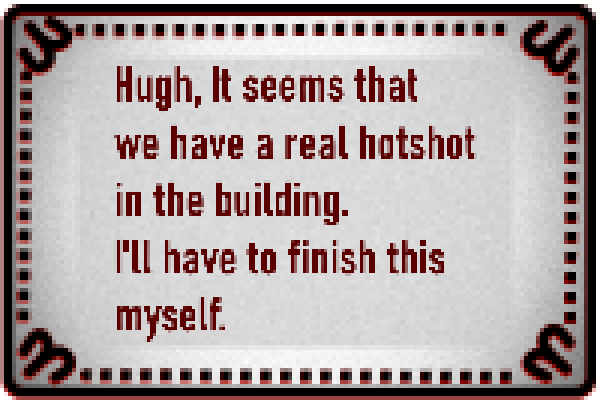 Hugh, It seems that
we have a real hotshot
in the building.
I'll have to finish this
myself.